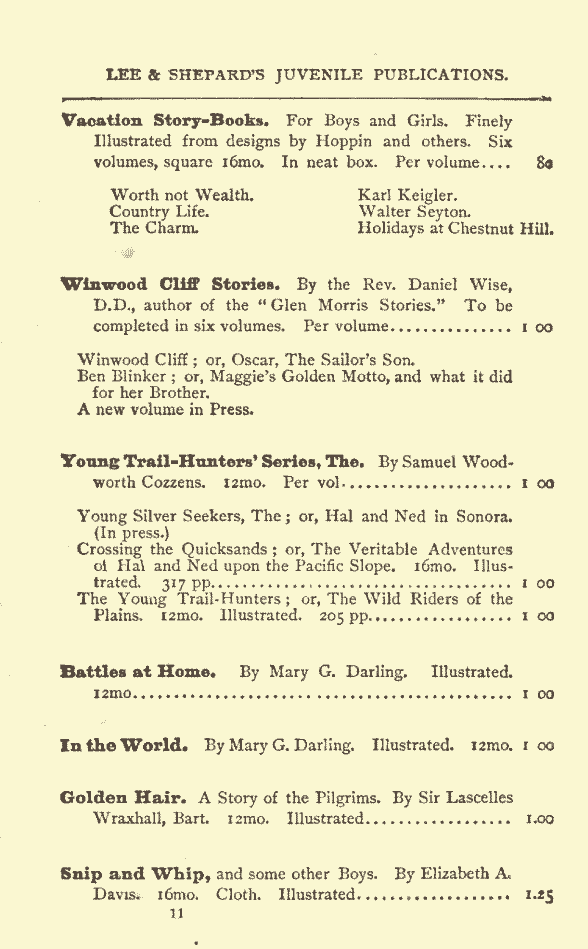 LEE & SHEPARD'S JUVENILE PUBLICATIONS.
Vacation Story-Books. For Boys and Girls. Finely
Illustrated from designs by Hoppin and others. Six
volumes, square 16mo. In neat box. Per volume.... 80
Worth not Wealth. Karl Keigler.
Country Life. Walter Seyton.
The Charm. Holidays at Chestnut Hill.
Winwood Cliff Stories. By the Rev. Daniel Wise,
D.D., author of the "Glen Morris Stories." To be
completed in six volumes. Per volume............... 1 00
Winwood Cliff; or, Oscar, The Sailor's Son.
Ben Blinker; or, Maggie's Golden Motto, and what it did
for her Brother.
A new volume in Press.
Young Trail-Hunters' Series, The. By Samuel Wood-
worth Cozzens. 12mo. Per vol..................... 1 00
Young Silver Seekers, The; or, Hal and Ned in Sonora.
(In press.)
Crossing the Quicksands; or, The Veritable Adventures
of Hal and Ned upon the Pacific Slope. 16mo. Illus-
trated. 317 pp..................................... 1 00
The Young Trail-Hunters; or, The Wild Riders of the
Plains. 12mo. Illustrated. 205 pp.................. 1 00
Battles at Home. By Mary G. Darling. Illustrated.
12mo............................................... 1 00
In the World. By Mary G. Darling. Illustrated. 12mo. 1 00
Golden Hair. A Story of the Pilgrims. By Sir Lascelles
Wraxhall, Bart. 12mo. Illustrated.................. 1.00
Snip and Whip, and some other Boys. By Elizabeth A.
Davis. 16mo. Cloth. Illustrated................... 1.25
11